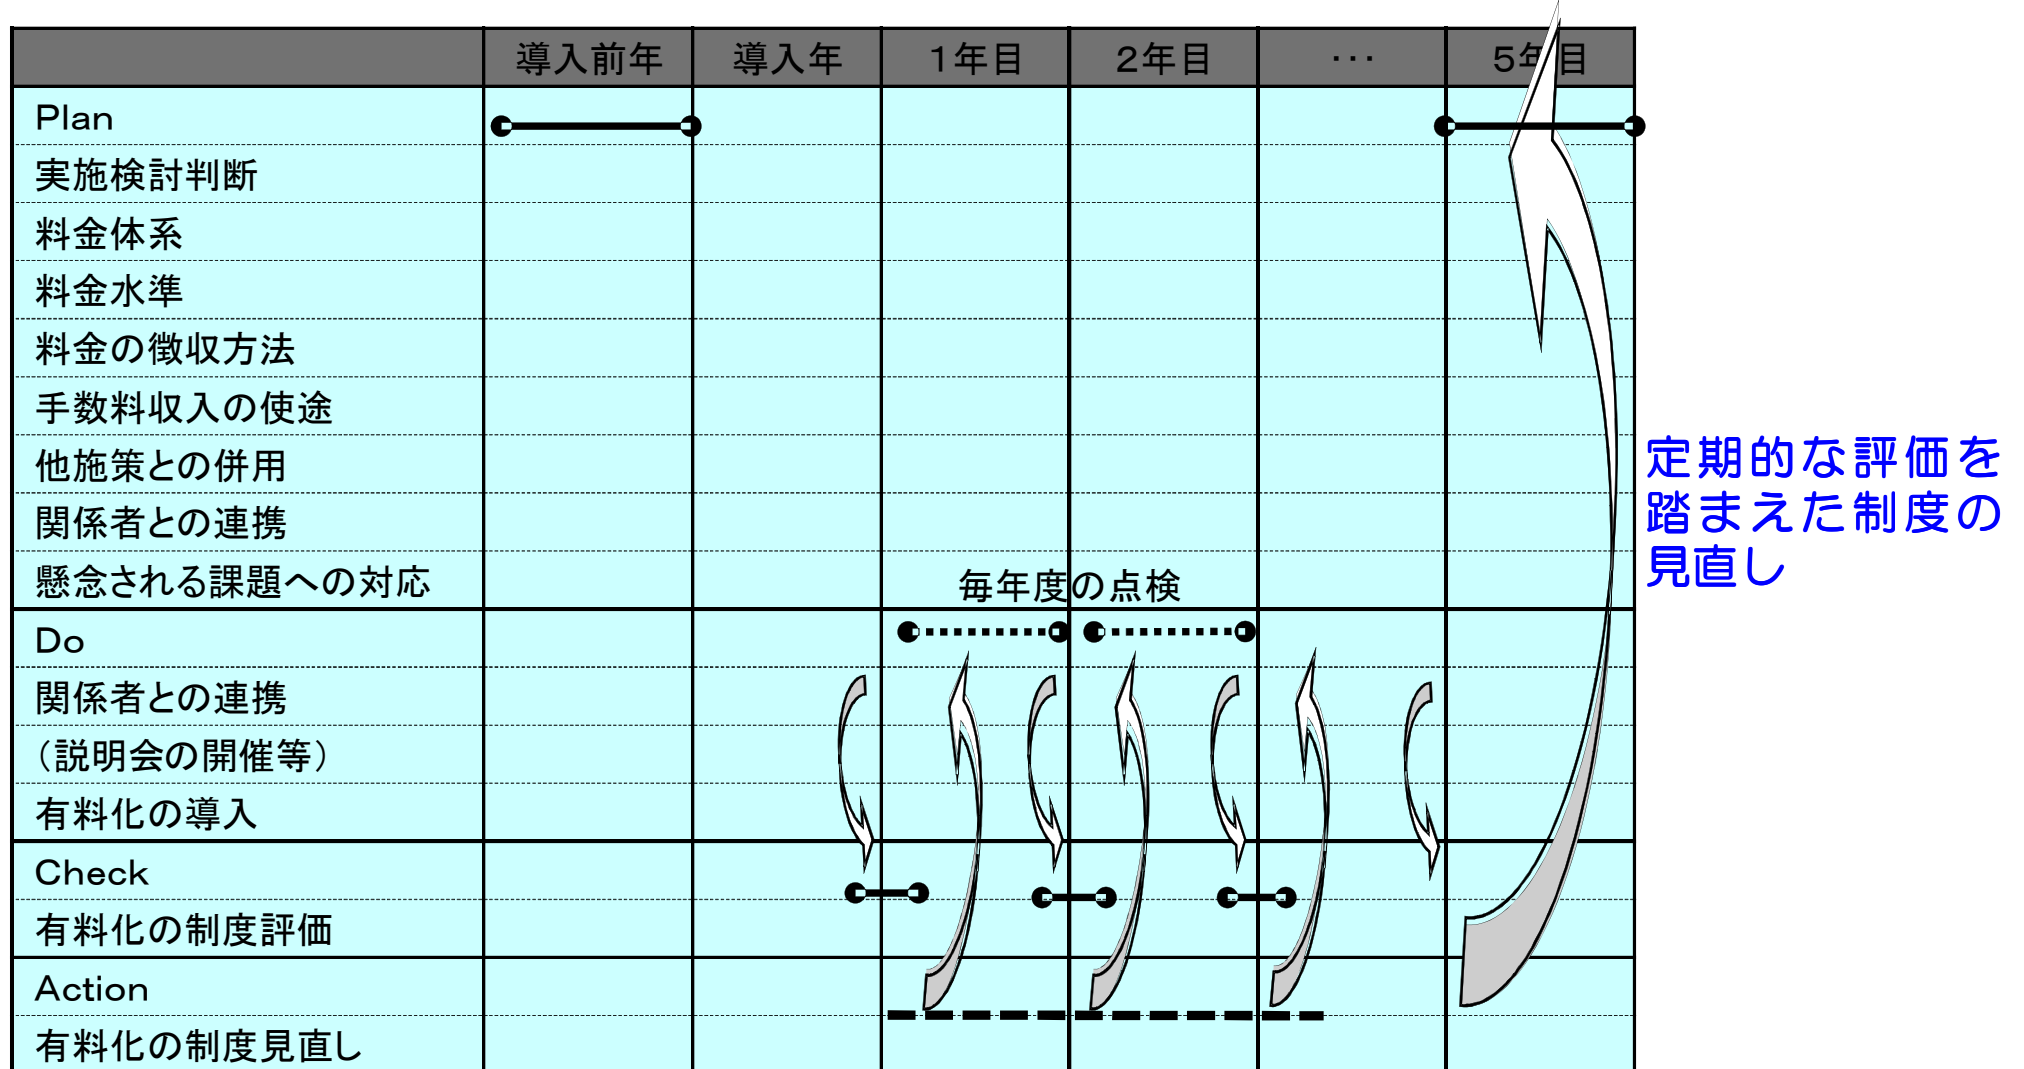 導入前年 導入年 1年目 2年目 ・・・ 5年目
Plan
実施検討判断
料金体系
料金水準
料金の徴収方法
手数料収入の使途
他施策との併用
関係者との連携
懸念される課題への対応
毎年度の点検
定期的な評価を
踏まえた制度の
見直し
Do
関係者との連携
（説明会の開催等）
有料化の導入
Check
有料化の制度評価
Action
有料化の制度見直し